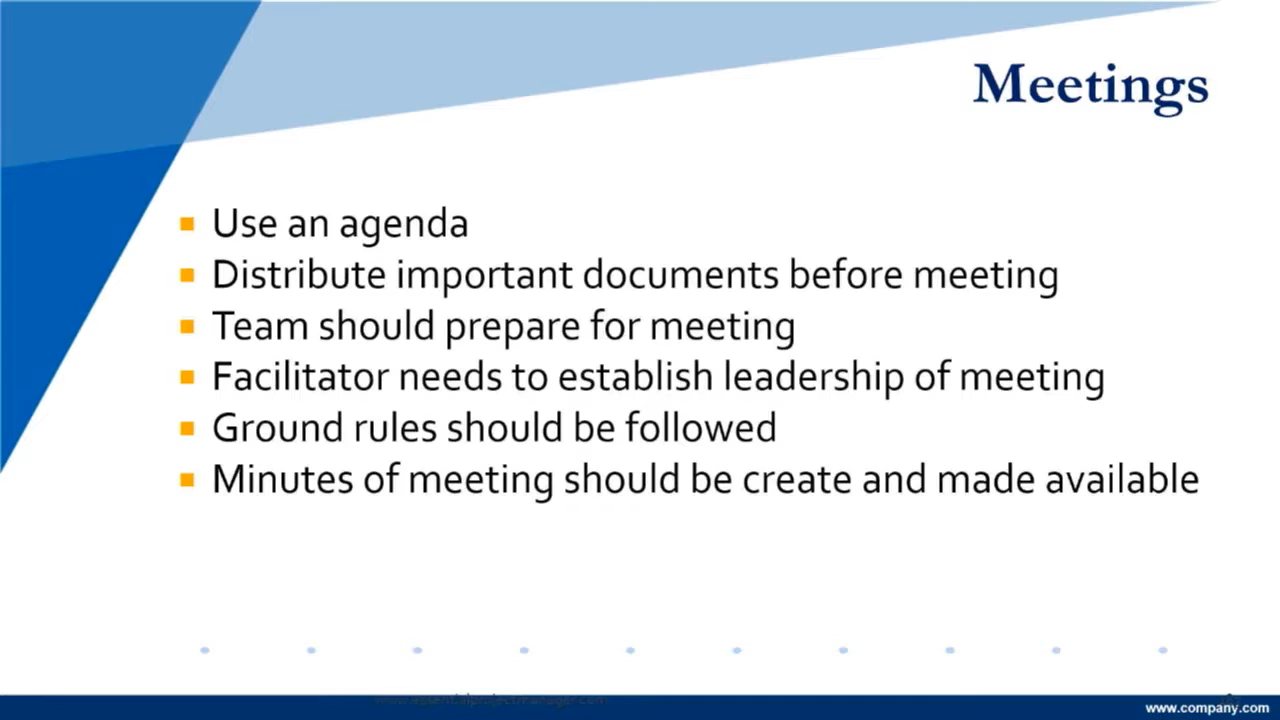 Meetings
Use an agenda
Distribute important documents before meeting
Team should prepare for meeting
Facilitator needs to establish leadership of meeting
Ground rules should be followed
Minutes of meeting should be create and made available
www.company.com